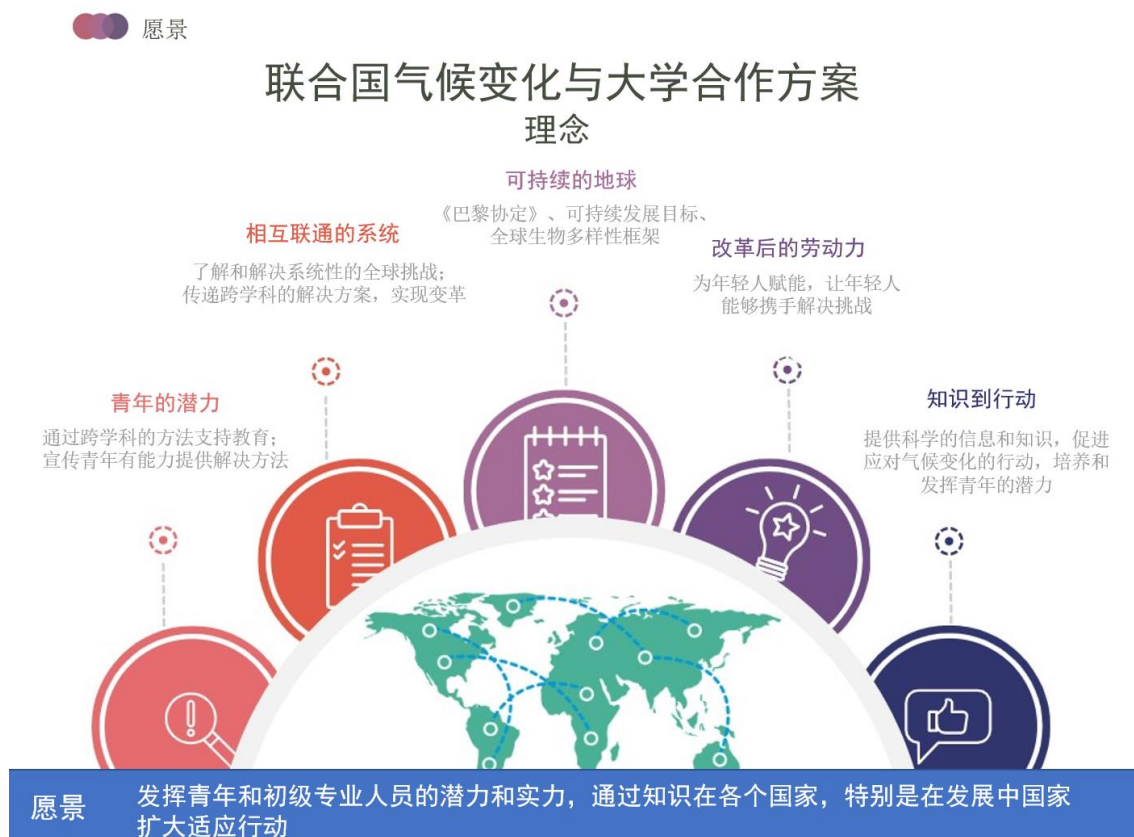 愿景
联合国气候变化与大学合作方案
理念
可持续的地球
《巴黎协定》、可持续发展目标、
全球生物多样性框架
相互联通的系统
了解和解决系统性的全球挑战；
传递跨学科的解决方案，实现变革
改革后的劳动力
为年轻人赋能，让年轻人
能够携手解决挑战
青年的潜力
通过跨学科的方法支持教育；
宣传青年有能力提供解决方法
知识到行动
提供科学的信息和知识，促进
应对气候变化的行动，培养和
发挥青年的潜力
愿景
发挥青年和初级专业人员的潜力和实力，通过知识在各个国家，特别是在发展中国家
扩大适应行动